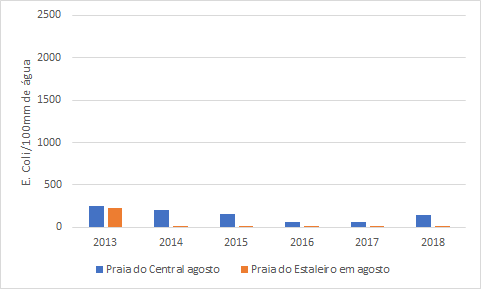 2500
2000
1500
1000
500
0
E. Coli/100mm de água
2013 2014 2015 2016 2017 2018
Praia do Central agosto Praia do Estaleiro em agosto